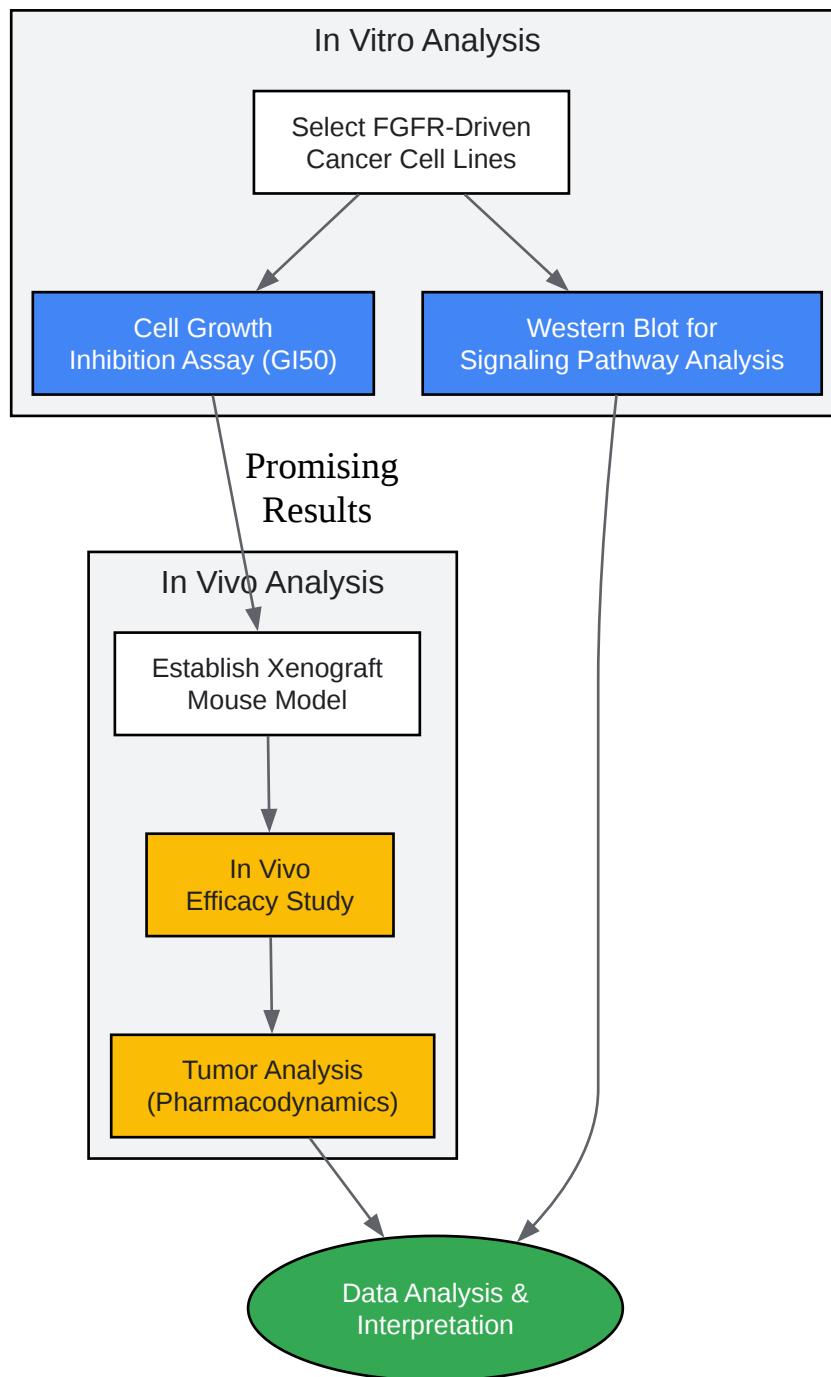 In Vitro Analysis
Select FGFR-Driven
Cancer Cell Lines
Cell Growth
Inhibition Assay (GI50)
Western Blot for
Signaling Pathway Analysis
Promising
Results
In Vivo Analysis
Establish Xenograft
Mouse Model
In Vivo
Efficacy Study
Tumor Analysis
(Pharmacodynamics)
Data Analysis &
Interpretation